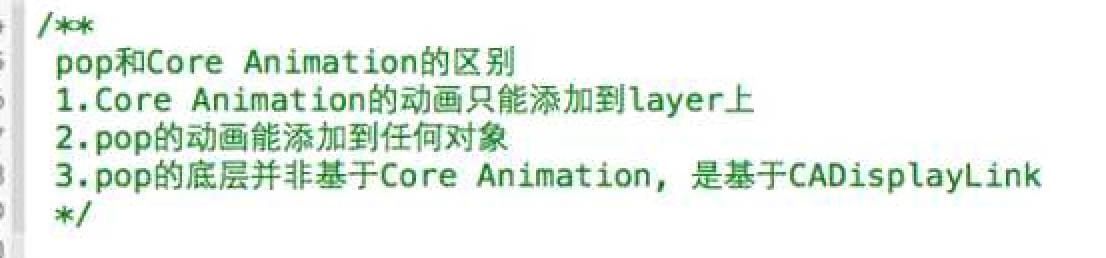 /**
pop和Core Animation的区别
1.Core Animation的动画只能添加到layer上
2.pop的动画能添加到任何对象
3.pop的底层并非基于Core Animation, 是基于CADisplayLink
*/